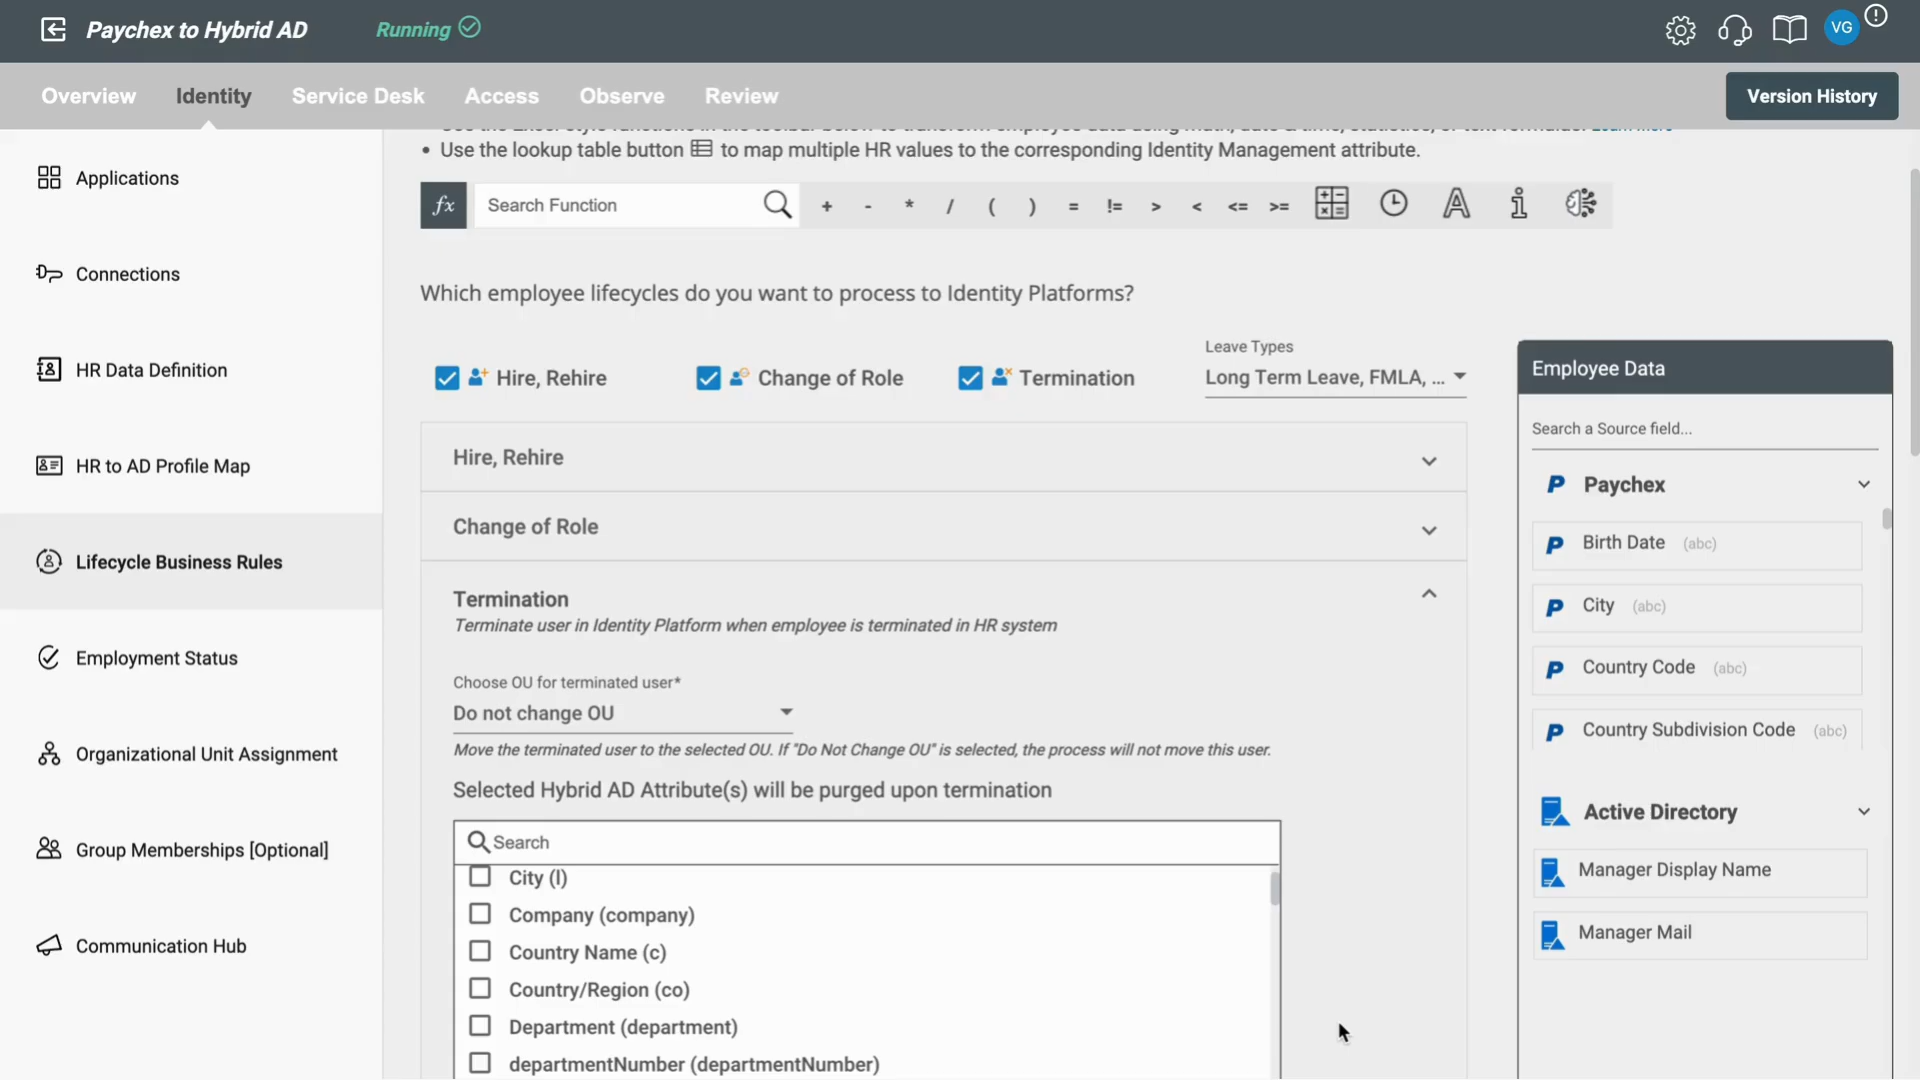 Paychex to Hybrid AD
Running
VG
Overview
Identity
Service Desk
Access
Observe
Review
Version History
Applications
Connections
HR Data Definition
HR to AD Profile Map
Lifecycle Business Rules
Employment Status
Organizational Unit Assignment
Group Memberships [Optional]
Communication Hub
• Use the lookup table button to map multiple HR values to the corresponding Identity Management attribute.
fx
Search Function
+ - * / ( ) = != > < <= >=
Which employee lifecycles do you want to process to Identity Platforms?
Hire, Rehire
Change of Role
Termination
Leave Types
Long Term Leave, FMLA, ...
Hire, Rehire
Change of Role
Termination
Terminate user in Identity Platform when employee is terminated in HR system
Choose OU for terminated user*
Do not change OU
Move the terminated user to the selected OU. If "Do Not Change OU" is selected, the process will not move this user.
Selected Hybrid AD Attribute(s) will be purged upon termination
Search
City (l)
Company (company)
Country Name (c)
Country/Region (co)
Department (department)
departmentNumber (departmentNumber)
Employee Data
Search a Source field...
Paychex
Birth Date (abc)
City (abc)
Country Code (abc)
Country Subdivision Code (abc)
Active Directory
Manager Display Name
Manager Mail